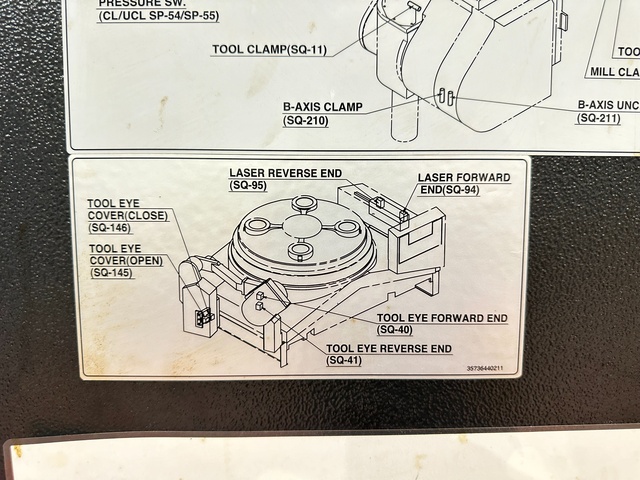 PRESSURE SW.
(CL/UCL SP-54/SP-55)
TOOL CLAMP(SQ-11)
TOO
MILL CLA
B-AXIS CLAMP
(SQ-210)
B-AXIS UNC
(SQ-211)
LASER REVERSE END
(SQ-95)
LASER FORWARD
END(SQ-94)
TOOL EYE
COVER(CLOSE)
(SQ-146)
TOOL EYE
COVER(OPEN)
(SQ-145)
TOOL EYE FORWARD END
(SQ-40)
TOOL EYE REVERSE END
(SQ-41)
35736440211